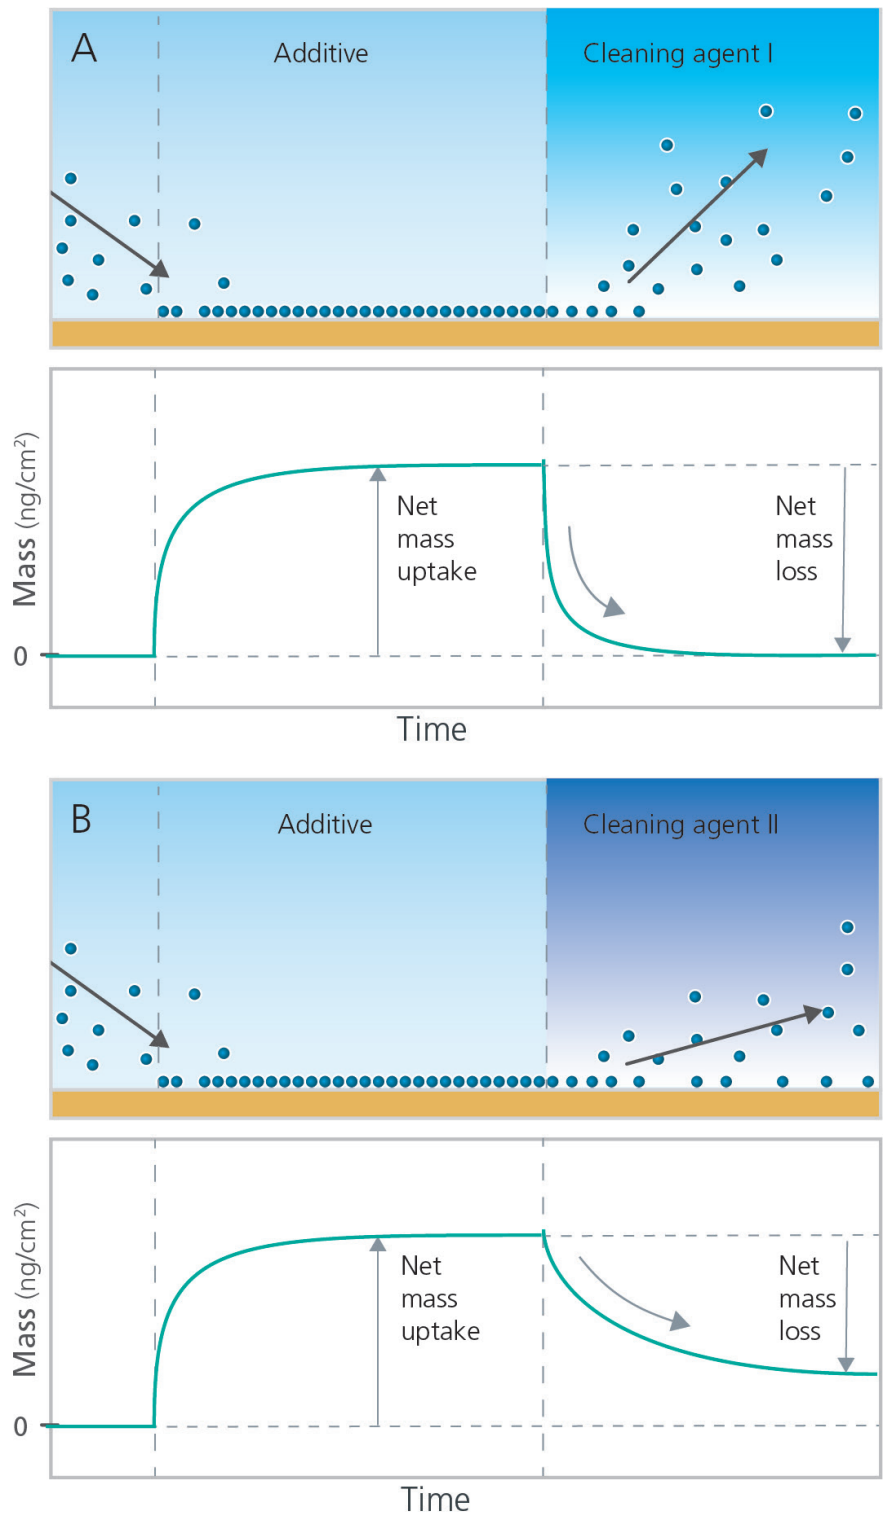 A
Additive
Cleaning agent I
Mass (ng/cm²)
Net
mass
uptake
Net
mass
loss
0
Time
B
Additive
Cleaning agent II
Mass (ng/cm²)
Net
mass
uptake
Net
mass
loss
0
Time